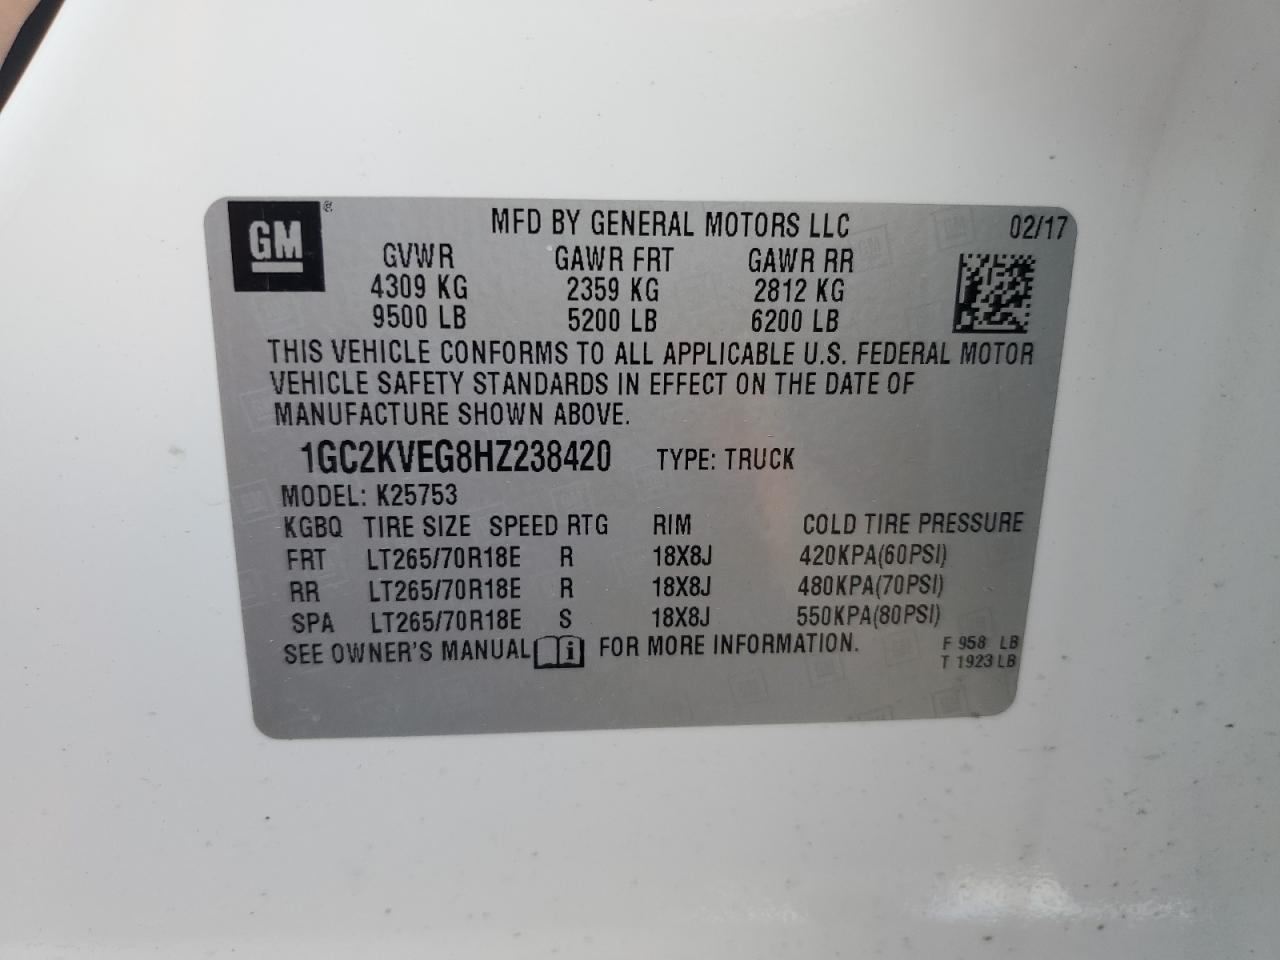 GM ® MFD BY GENERAL MOTORS LLC 02/17
GVWR GAWR FRT GAWR RR
4309 KG 2359 KG 2812 KG
9500 LB 5200 LB 6200 LB
THIS VEHICLE CONFORMS TO ALL APPLICABLE U.S. FEDERAL MOTOR
VEHICLE SAFETY STANDARDS IN EFFECT ON THE DATE OF
MANUFACTURE SHOWN ABOVE.
1GC2KVEG8HZ238420 TYPE: TRUCK
MODEL: K25753
KGBQ TIRE SIZE SPEED RTG RIM COLD TIRE PRESSURE
FRT LT265/70R18E R 18X8J 420KPA(60PSI)
RR LT265/70R18E R 18X8J 480KPA(70PSI)
SPA LT265/70R18E S 18X8J 550KPA(80PSI)
SEE OWNER'S MANUAL i FOR MORE INFORMATION.
F 958 LB
T 1923 LB